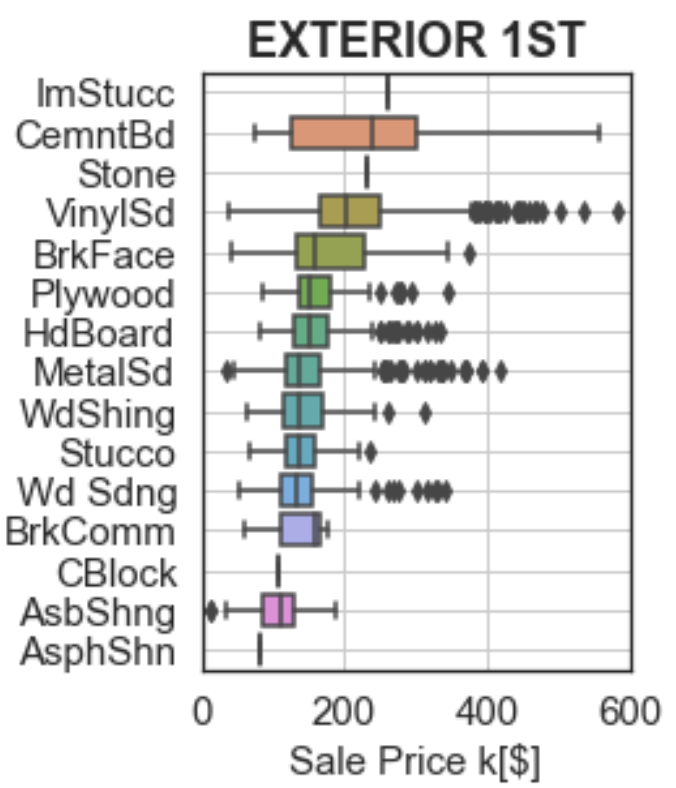 EXTERIOR 1ST
ImStucc
CemntBd
Stone
VinylSd
BrkFace
Plywood
HdBoard
MetalSd
WdShing
Stucco
Wd Sdng
BrkComm
CBlock
AsbShng
AsphShn
0 200 400 600
Sale Price k[$]